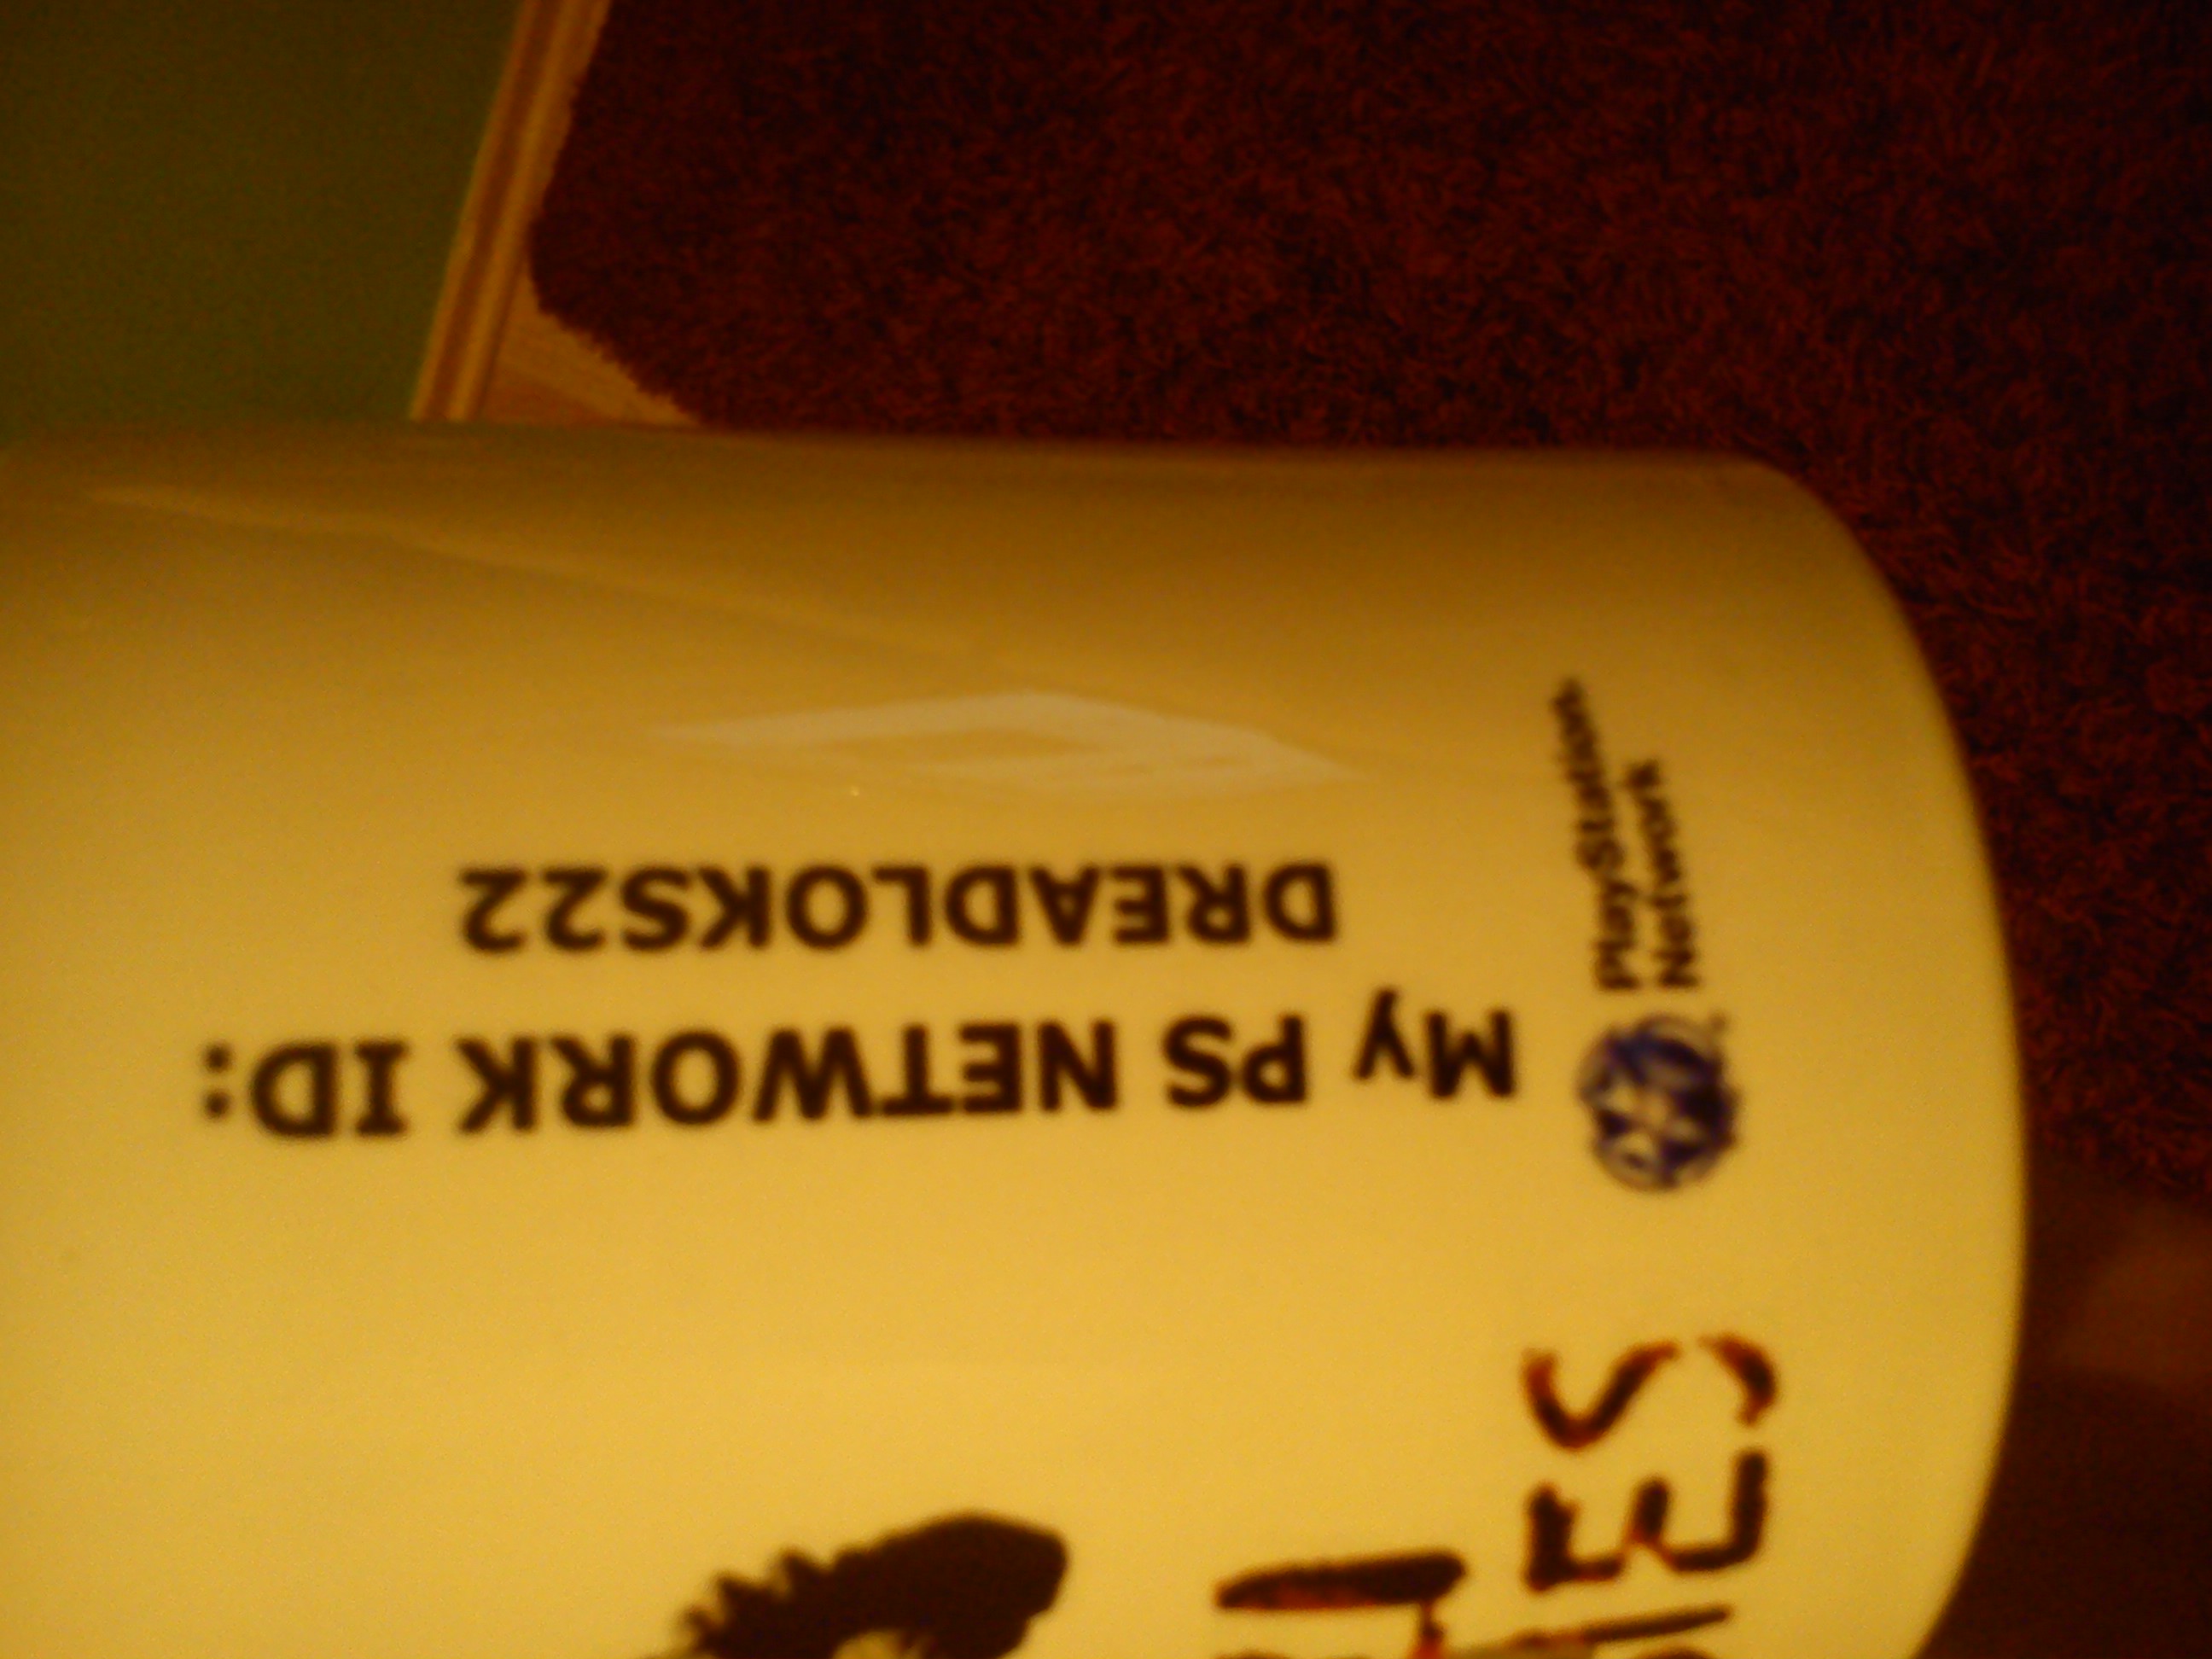 My PS NETWORK ID:
DREADLOKS22
PlayStation
Network